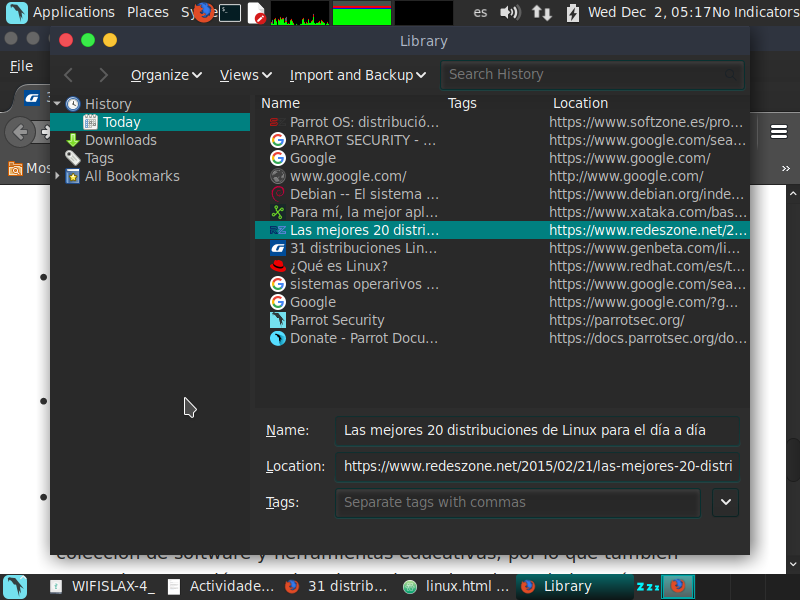 Applications Places Sy es Wed Dec 2, 05:17 No Indicators
Library
File
Organize Views Import and Backup Search History
3
Mos
»
History
Today
Downloads
Tags
All Bookmarks
Name Tags Location
Parrot OS: distribució... https://www.softzone.es/pro...
PARROT SECURITY - ... https://www.google.com/sea...
Google https://www.google.com/
www.google.com/ http://www.google.com/
Debian -- El sistema ... https://www.debian.org/inde...
Para mí, la mejor apl... https://www.xataka.com/bas...
Las mejores 20 distri... https://www.redeszone.net/2...
31 distribuciones Lin... https://www.genbeta.com/li...
¿Qué es Linux? https://www.redhat.com/es/t...
sistemas operarivos ... https://www.google.com/sea...
Google https://www.google.com/?g...
Parrot Security https://parrotsec.org/
Donate - Parrot Docu... https://docs.parrotsec.org/do...
Name: Las mejores 20 distribuciones de Linux para el día a día
Location: https://www.redeszone.net/2015/02/21/las-mejores-20-distri
Tags: Separate tags with commas
colección de software y herramientas educativas, por lo que también
WIFISLAX-4_ Actividade... 31 distrib... linux.html ... Library zzz